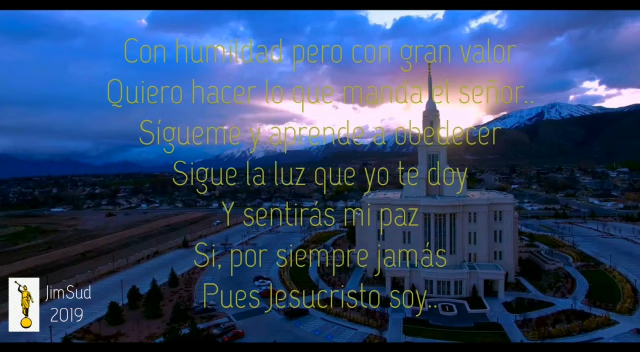 Con humildad pero con gran valor
Quiero hacer lo que manda el señor..
Sígueme y aprende a obedecer
Sigue la luz que yo te doy
Y sentirás mi paz
Si, por siempre jamás
Pues Jesucristo soy..
JimSud
2019